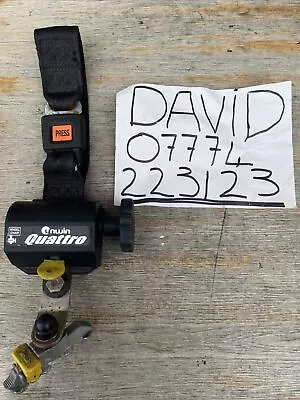 PRESS
DAVID
07774
223123
unwin
Quattro